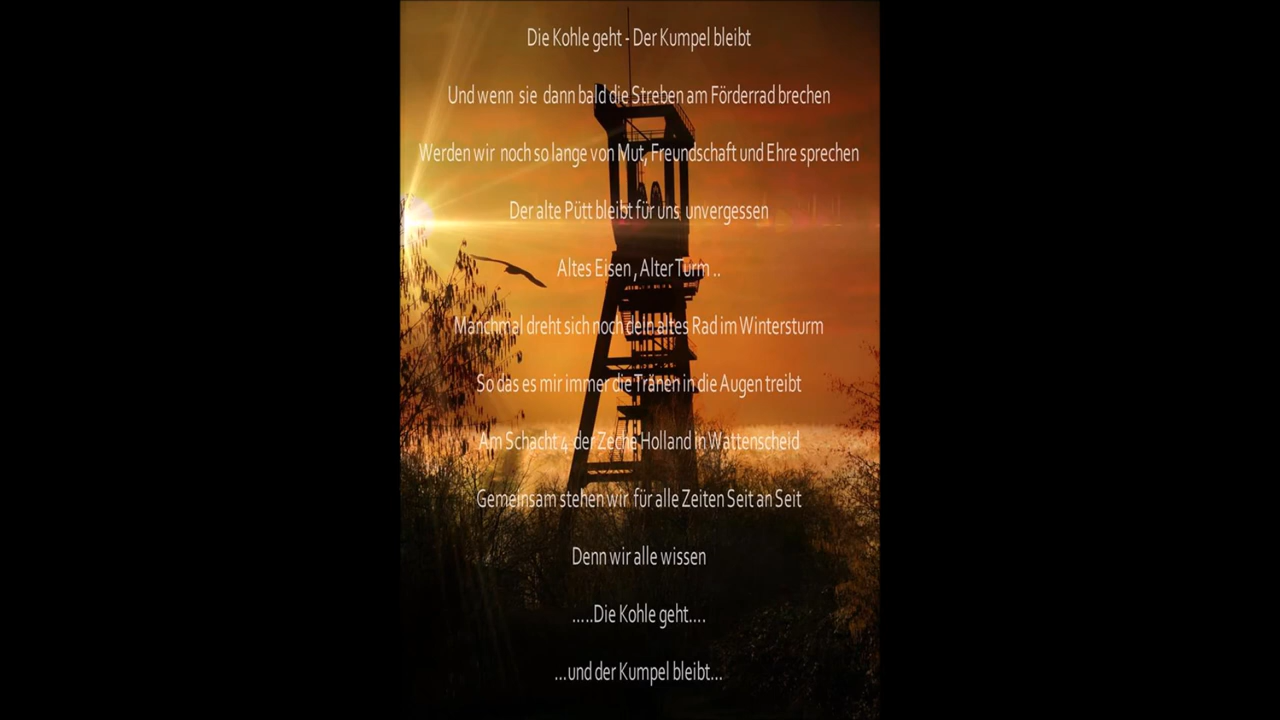 Die Kohle geht - Der Kumpel bleibt
Und wenn sie dann bald die Streben am Förderrad brechen
Werden wir noch so lange von Mut, Freundschaft und Ehre sprechen
Der alte Pütt bleibt für uns unvergessen
Altes Eisen , Alter Turm ..
Manchmal dreht sich noch dein altes Rad im Wintersturm
So das es mir immer die Tränen in die Augen treibt
Am Schacht 4 der Zeche Holland in Wattenscheid
Gemeinsam stehen wir für alle Zeiten Seit an Seit
Denn wir alle wissen
.....Die Kohle geht....
...und der Kumpel bleibt...